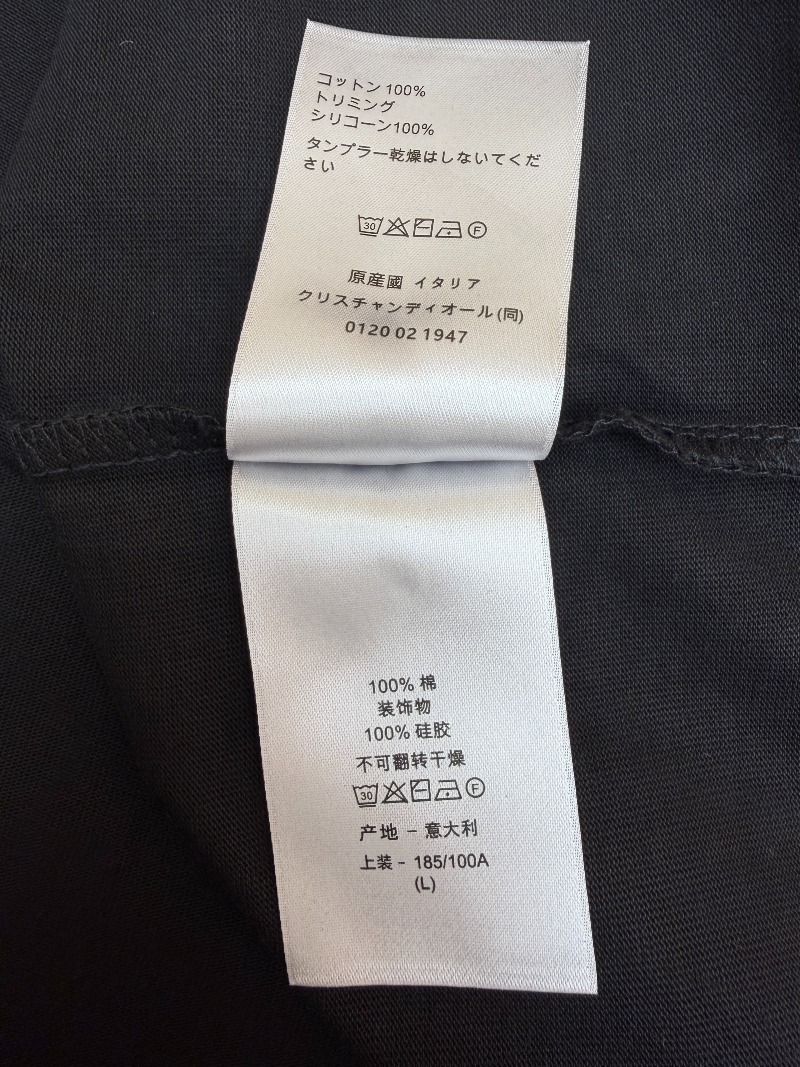 コットン 100%
トリミング
シリコーン100%
タンプラー乾燥はしないでくだ
さい
30 F
原産國 イタリア
クリスチャンディオール(同)
0120 02 1947
100% 棉
装饰物
100% 硅胶
不可翻转干燥
30 F
产地 - 意大利
上装 - 185/100A
(L)